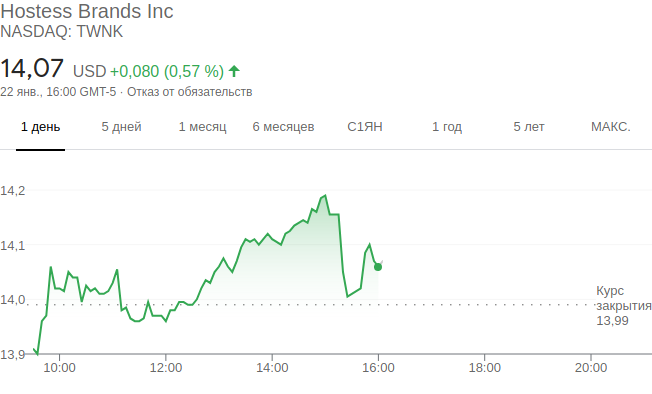 Hostess Brands Inc
NASDAQ: TWNK
14,07 USD +0,080 (0,57 %)
22 янв., 16:00 GMT-5 · Отказ от обязательств
1 день 5 дней 1 месяц 6 месяцев С1ЯН 1 год 5 лет МАКС.
14,2
14,1
14,0
13,9
Курс
закрытия
13,99
10:00 12:00 14:00 16:00 18:00 20:00